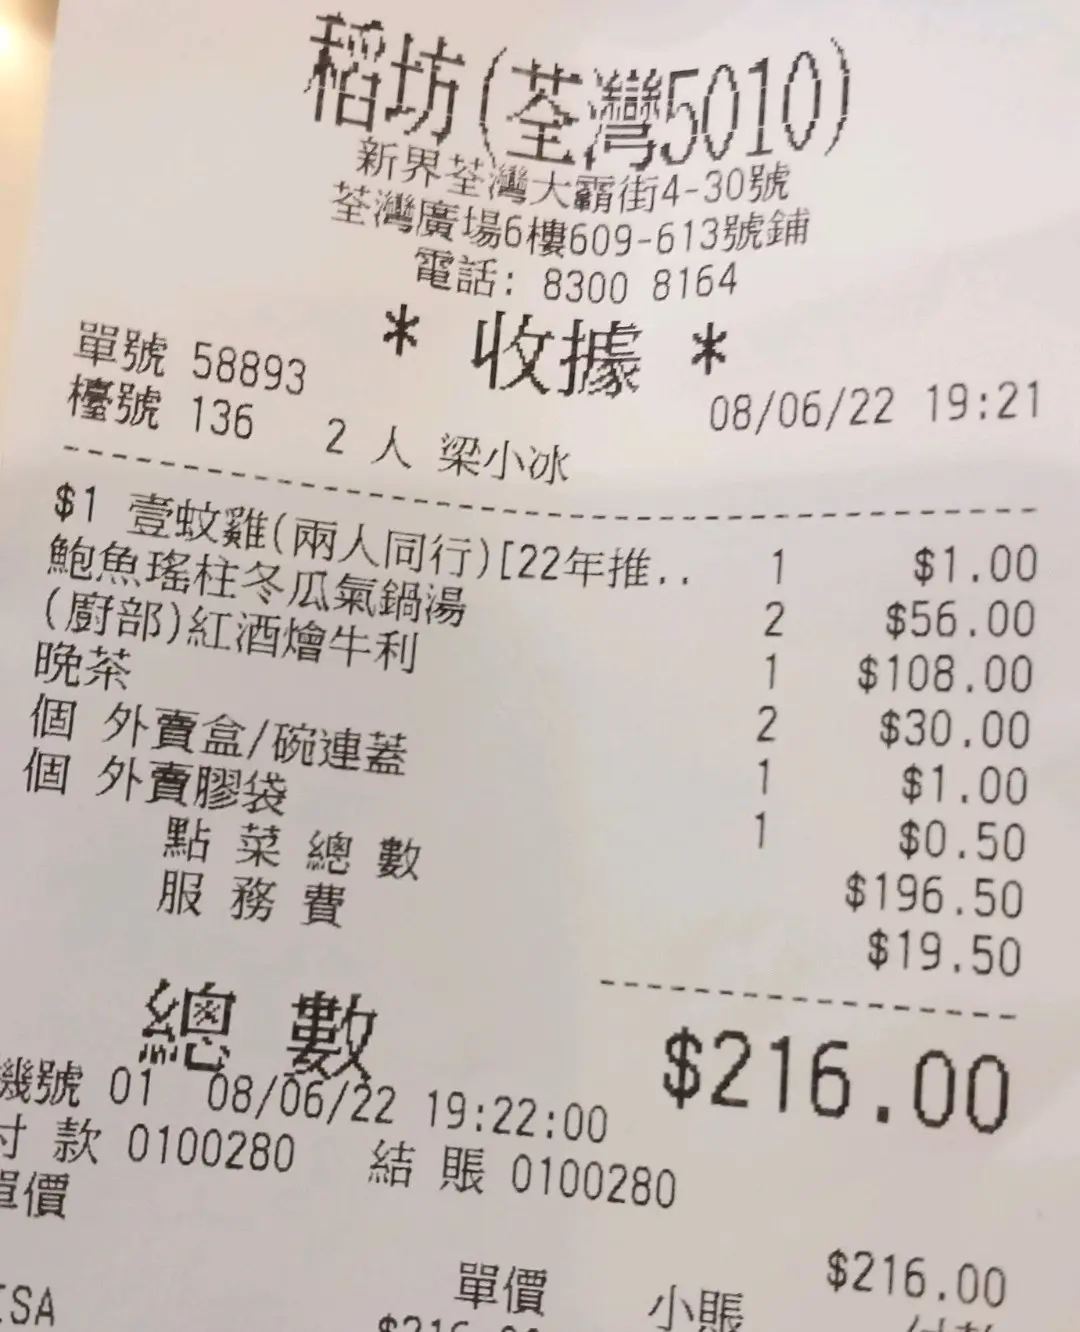 稻坊(荃灣5010)
新界荃灣大霸街4-30號
荃灣廣場6樓609-613號鋪
電話: 8300 8164
* 收據 *
單號 58893
08/06/22 19:21
檯號 136 2 人 梁小冰
$1 壹蚊雞(兩人同行)[22年推.. 1 $1.00
鮑魚瑤柱冬瓜氣鍋湯 2 $56.00
(廚部)紅酒燴牛利 1 $108.00
晚茶 2 $30.00
個 外賣盒/碗連蓋 1 $1.00
個 外賣膠袋 1 $0.50
點 菜 總 數 $196.50
服 務 費 $19.50
總 數 $216.00
機號 01 08/06/22 19:22:00
付 款 0100280 結 賬 0100280
單價 $216.00
單價 小賬 付款
ISA $216.00